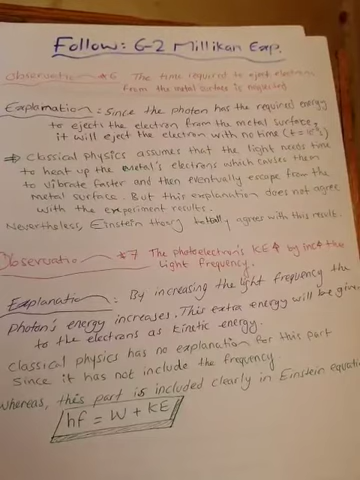 Follow: 6-2 Millikan Exp.
Observation #6 The time required to eject electrons
from the metal surface is neglected
Explanation: Since the photon has the required energy
to eject the electron from the metal surface,
it will eject the electron with no time (t=
⇒ Classical physics assumes that the light needs time
to heat up the metal's electrons which causes them
to vibrate faster and then eventually escape from the
metal surface. But this explanation does not agree
with the experiment results.
Nevertheless, Einstein theory totally agrees with this result.
Observation #7 The photoelectron's KE↑ by inc↑ the
light frequency.
Explanation: By increasing the light frequency the
photon's energy increases. This extra energy will be given
to the electrons as kinetic energy.
Classical physics has no explanation for this part
since it has not include the frequency.
whereas, this part is included clearly in Einstein equation
hf = W + KE